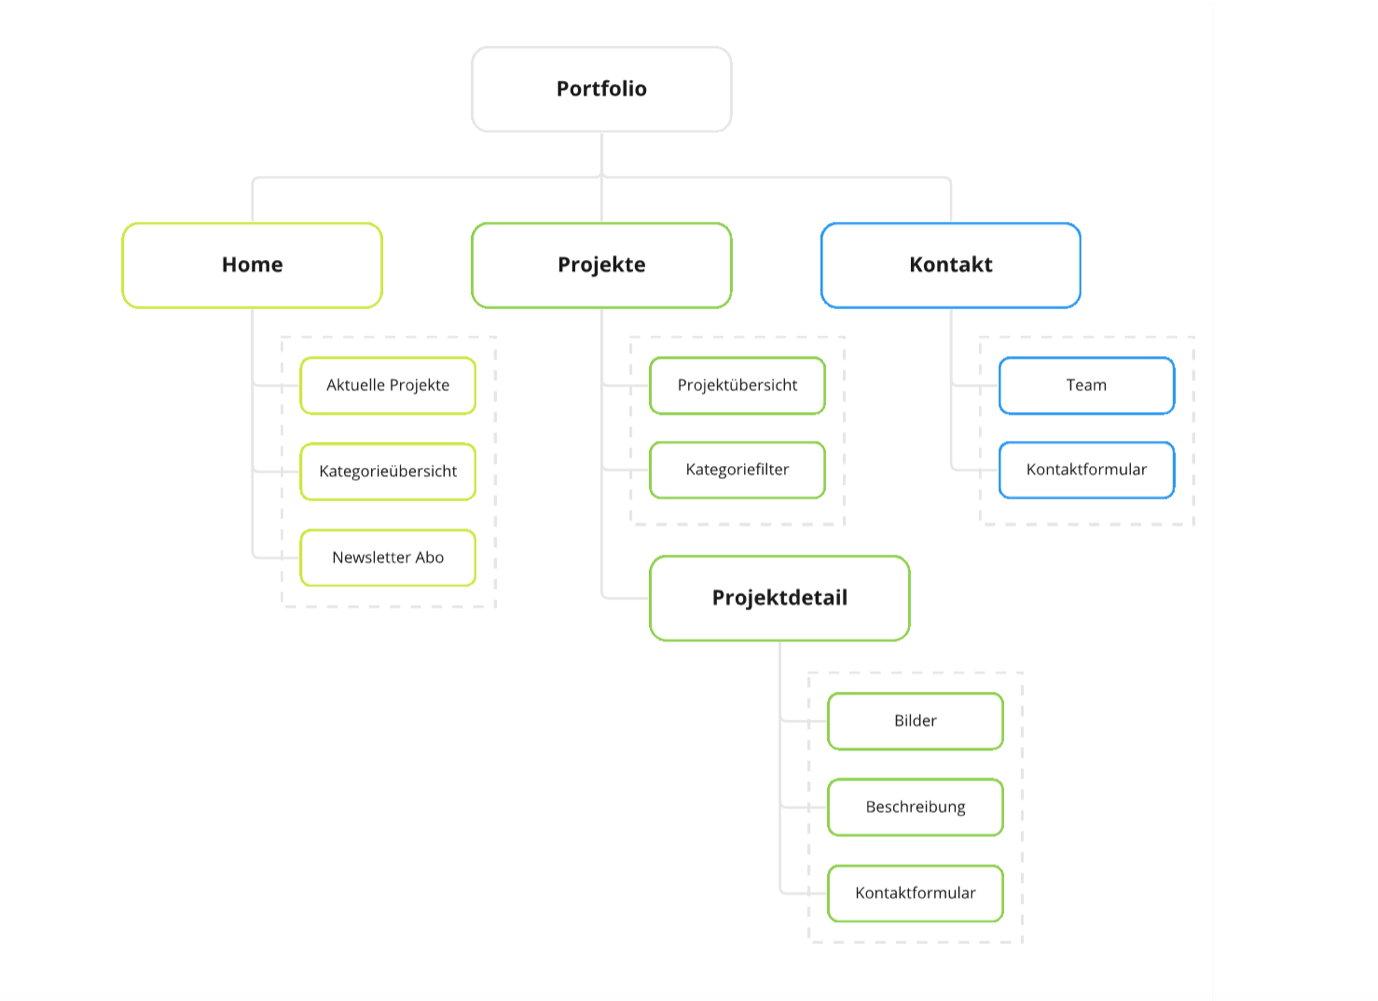 Portfolio
Home
Projekte
Kontakt
Aktuelle Projekte
Kategorieübersicht
Newsletter Abo
Projektübersicht
Kategoriefilter
Team
Kontaktformular
Projektdetail
Bilder
Beschreibung
Kontaktformular